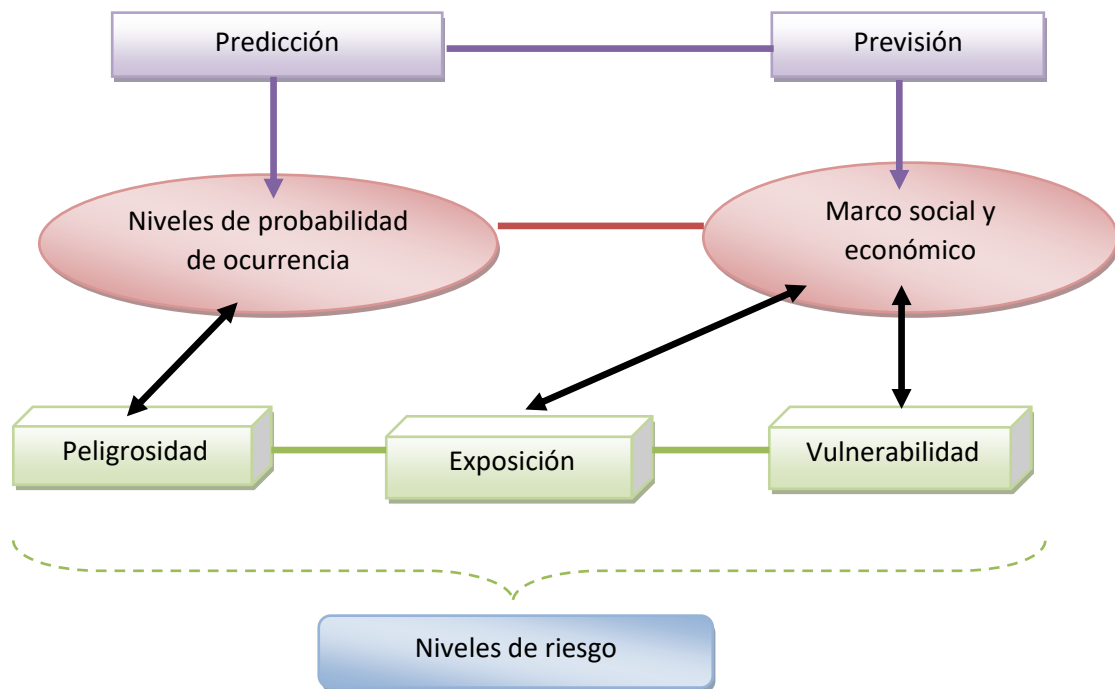 Predicción
Previsión
Niveles de probabilidad
de ocurrencia
Marco social y
económico
Peligrosidad
Exposición
Vulnerabilidad
Niveles de riesgo